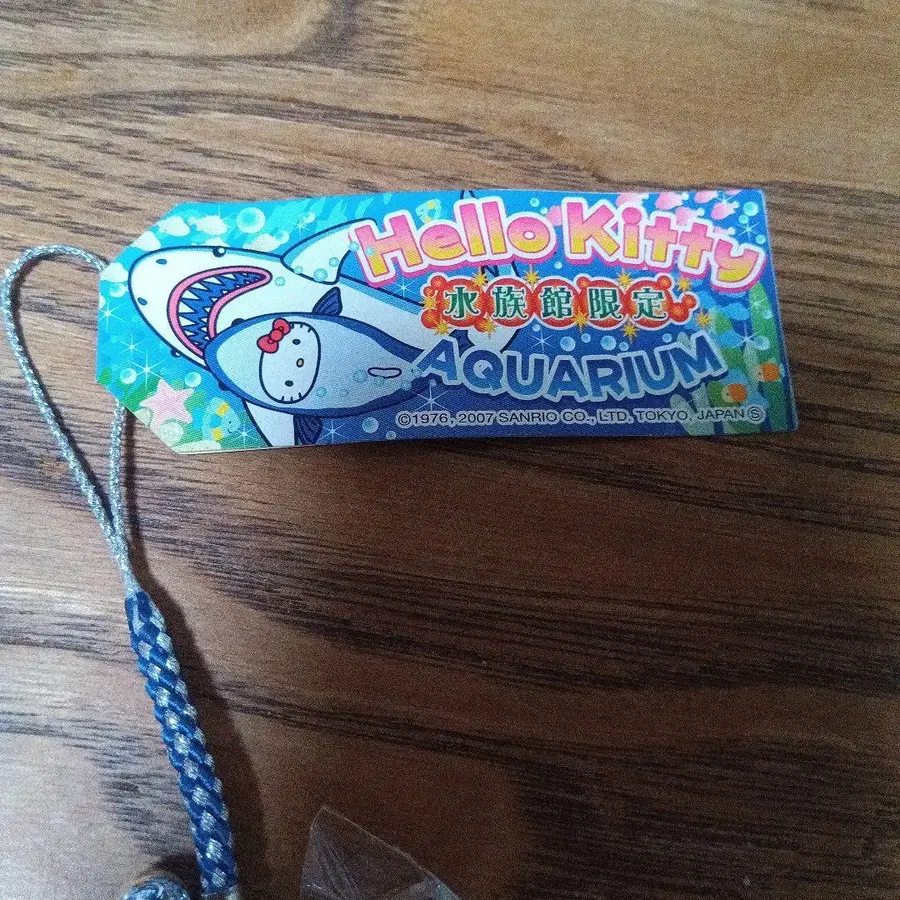 Hello Kitty
水族館限定
AQUARIUM
©1976, 2007 SANRIO CO., LTD. TOKYO, JAPAN Ⓢ